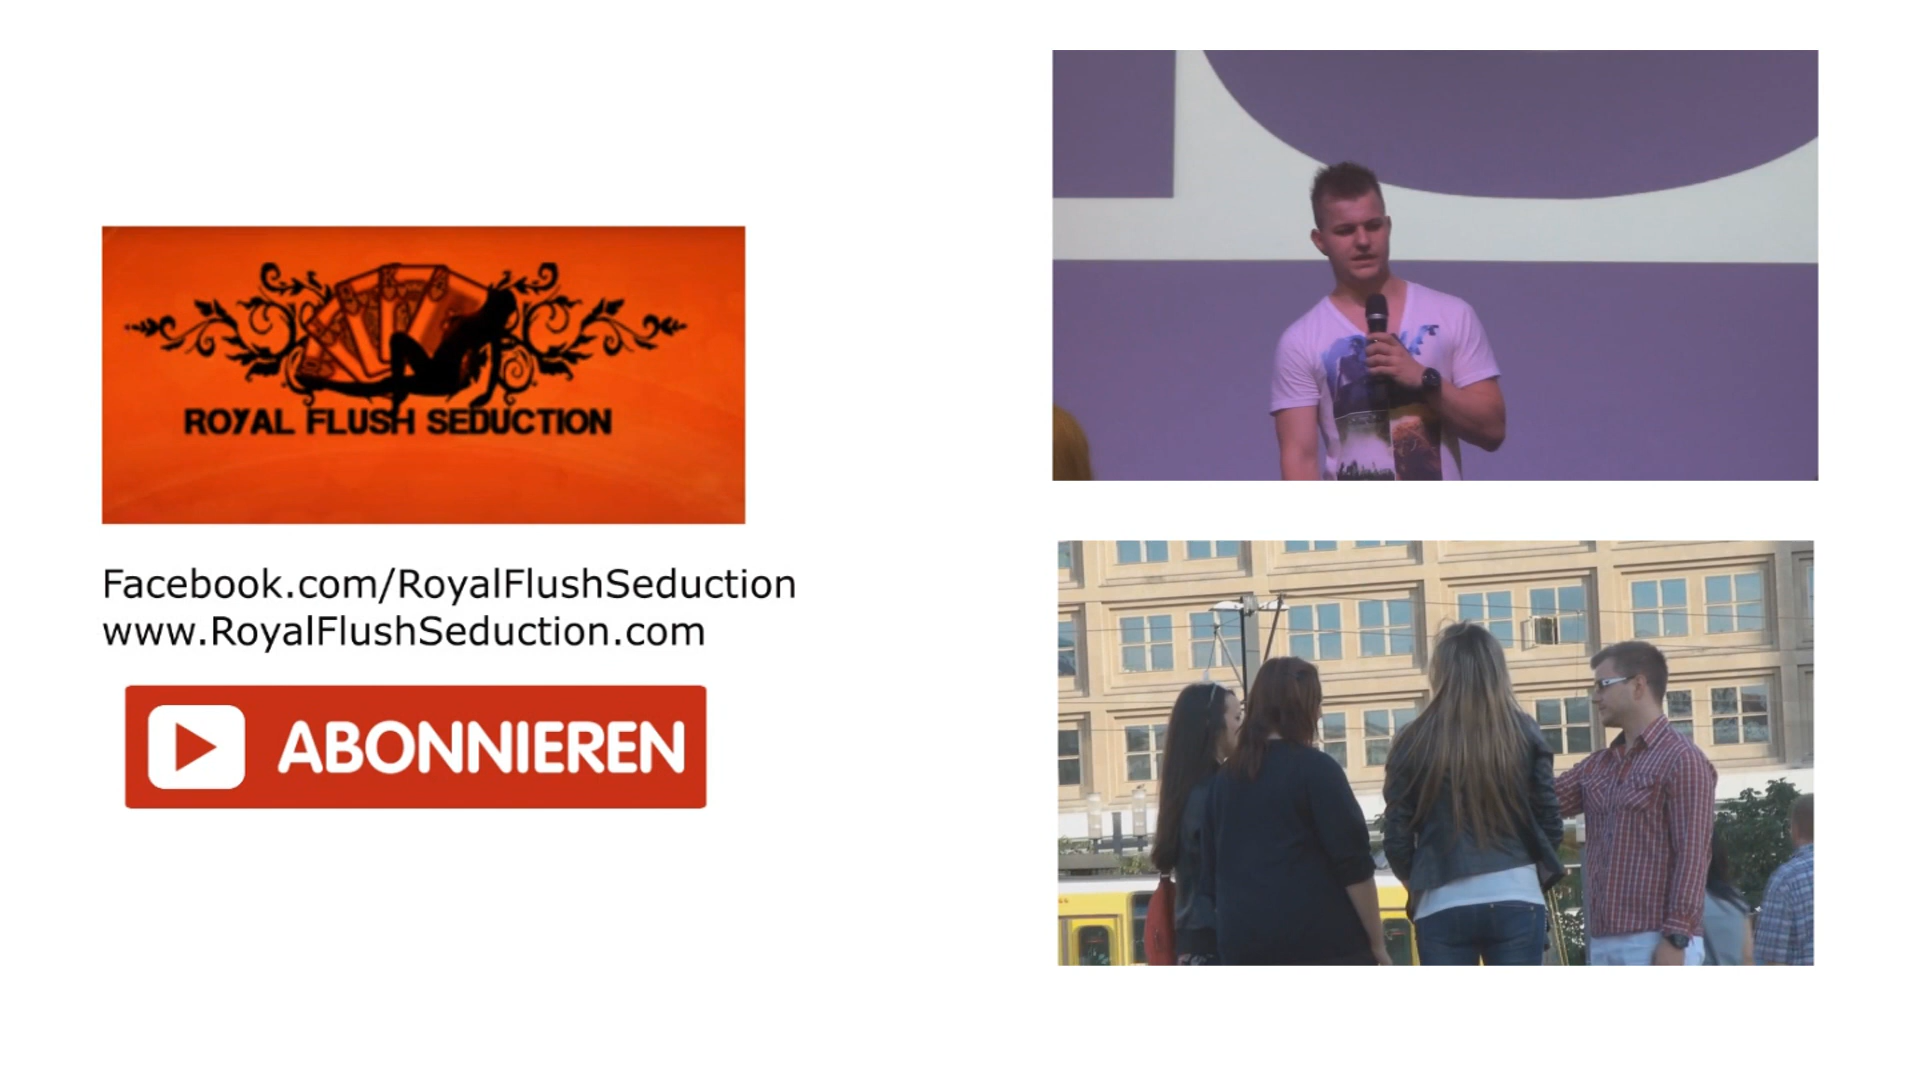 ROYAL FLUSH SEDUCTION
Facebook.com/RoyalFlushSeduction
www.RoyalFlushSeduction.com
ABONNIEREN